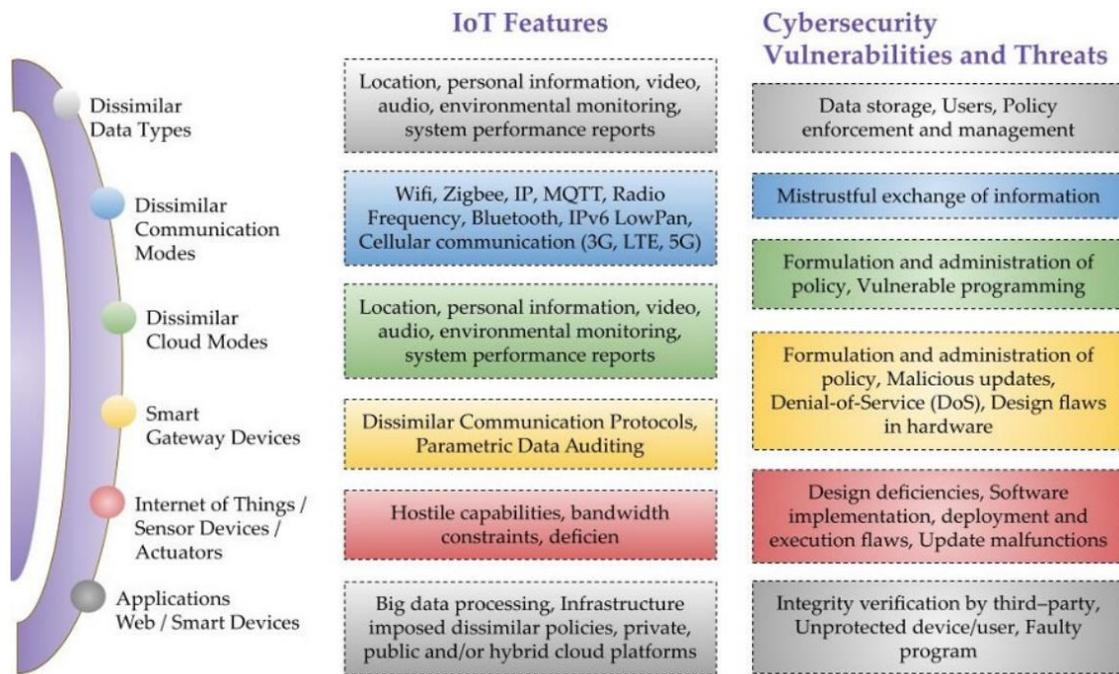 IoT Features
Cybersecurity
Vulnerabilities and Threats
Dissimilar
Data Types
Location, personal information, video,
audio, environmental monitoring,
system performance reports
Data storage, Users, Policy
enforcement and management
Dissimilar
Communication
Modes
Wifi, Zigbee, IP, MQTT, Radio
Frequency, Bluetooth, IPv6 LowPan,
Cellular communication (3G, LTE, 5G)
Mistrustful exchange of information
Dissimilar
Cloud Modes
Location, personal information, video,
audio, environmental monitoring,
system performance reports
Formulation and administration of
policy, Vulnerable programming
Smart
Gateway Devices
Dissimilar Communication Protocols,
Parametric Data Auditing
Formulation and administration of
policy, Malicious updates,
Denial-of-Service (DoS), Design flaws
in hardware
Internet of Things /
Sensor Devices /
Actuators
Hostile capabilities, bandwidth
constraints, deficien
Design deficiencies, Software
implementation, deployment and
execution flaws, Update malfunctions
Applications
Web / Smart Devices
Big data processing, Infrastructure
imposed dissimilar policies, private,
public and/or hybrid cloud platforms
Integrity verification by third–party,
Unprotected device/user, Faulty
program